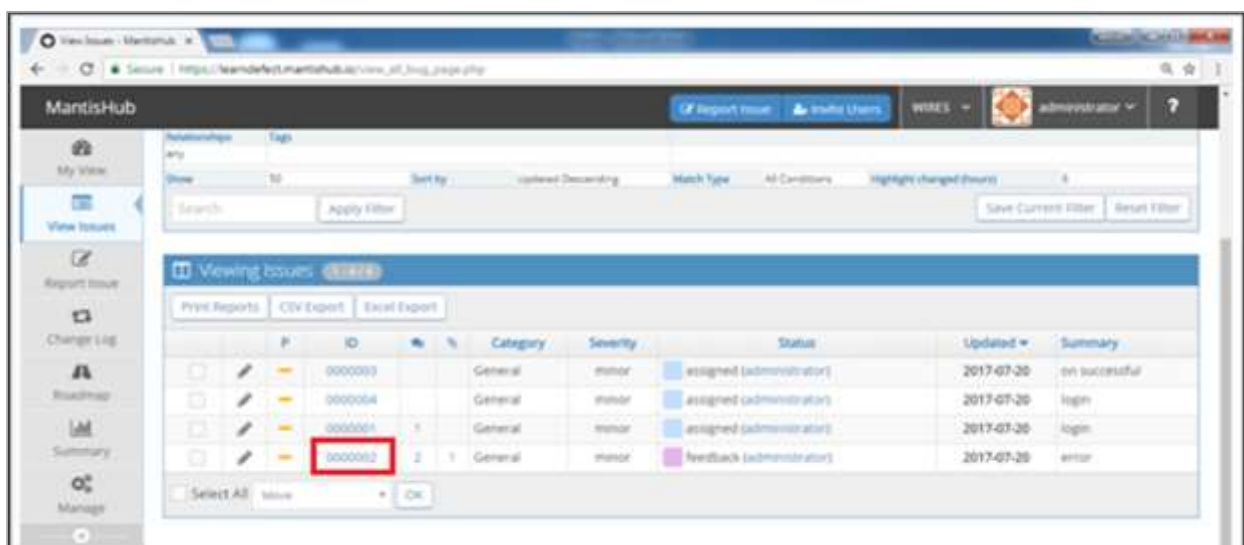 View Issues - MantisHub
Secure https://learndefect.mantishub.io/view_all_bug_page.php
MantisHub Report Issue Invite Users WIRES administrator ?
My View
View Issues
Report Issue
Change Log
Roadmap
Summary
Manage
Relationships Tags
any
Show 50 Sort by Updated Descending Match Type All Conditions Highlight changed (hours) 6
Search Apply Filter Save Current Filter Reset Filter
Viewing Issues
Print Reports CSV Export Excel Export
P ID Category Severity Status Updated Summary
0000003 General minor assigned (administrator) 2017-07-20 on successful
0000004 General minor assigned (administrator) 2017-07-20 login
0000001 1 General minor assigned (administrator) 2017-07-20 login
0000002 2 1 General minor feedback (administrator) 2017-07-20 error
Select All Move OK